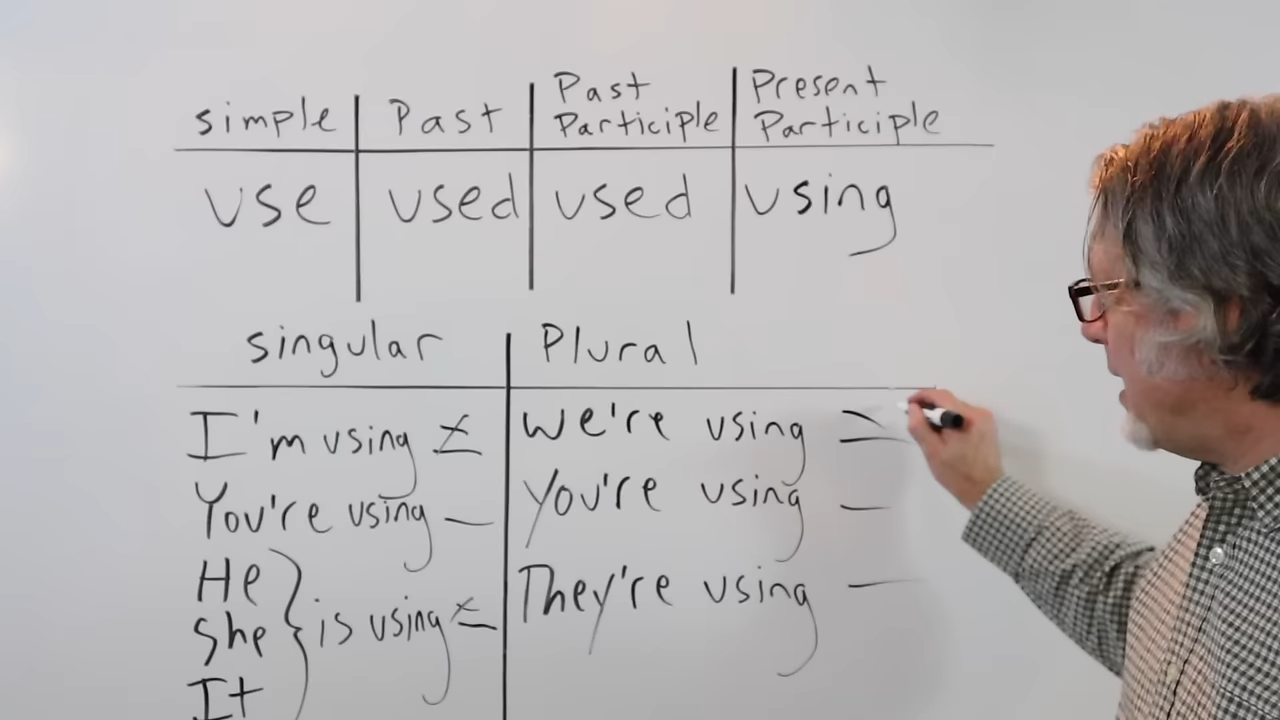 simple Past Past Participle Present Participle
use used used using
singular Plural
I'm using We're using
You're using You're using
He
She is using They're using
It